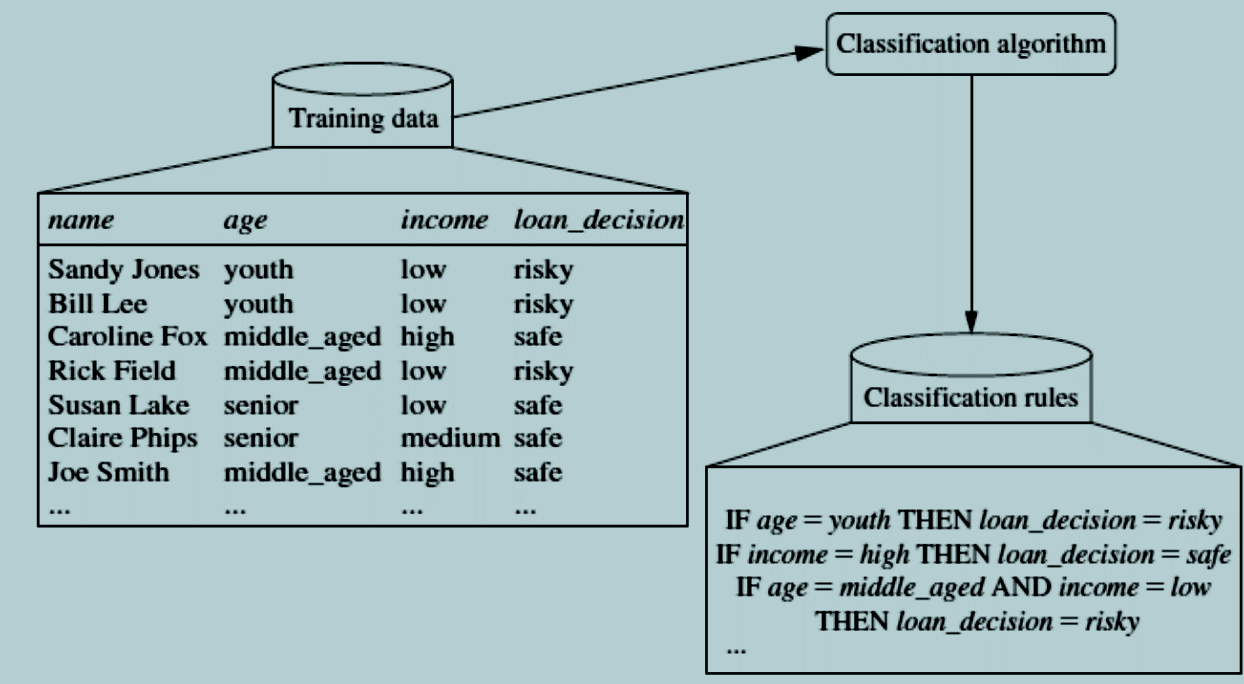 Classification algorithm
Training data
name age income loan_decision
Sandy Jones youth low risky
Bill Lee youth low risky
Caroline Fox middle_aged high safe
Rick Field middle_aged low risky
Susan Lake senior low safe
Claire Phips senior medium safe
Joe Smith middle_aged high safe
... ... ... ...
Classification rules
IF age = youth THEN loan_decision = risky
IF income = high THEN loan_decision = safe
IF age = middle_aged AND income = low
THEN loan_decision = risky
...